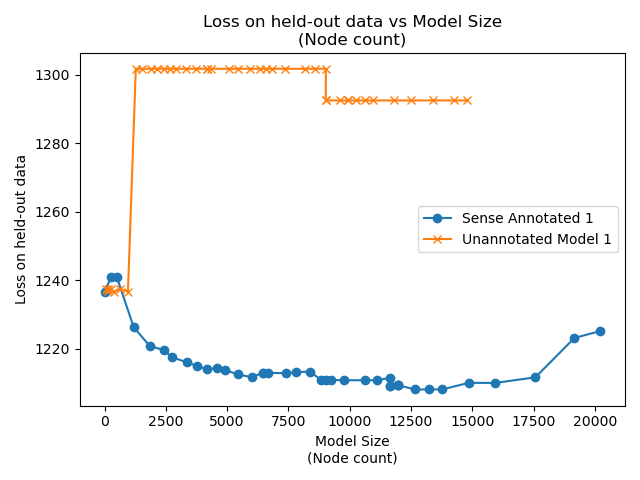 Loss on held-out data vs Model Size
(Node count)
Loss on held-out data
1300
1280
1260
1240
1220
Sense Annotated 1
Unannotated Model 1
0 2500 5000 7500 10000 12500 15000 17500 20000
Model Size
(Node count)